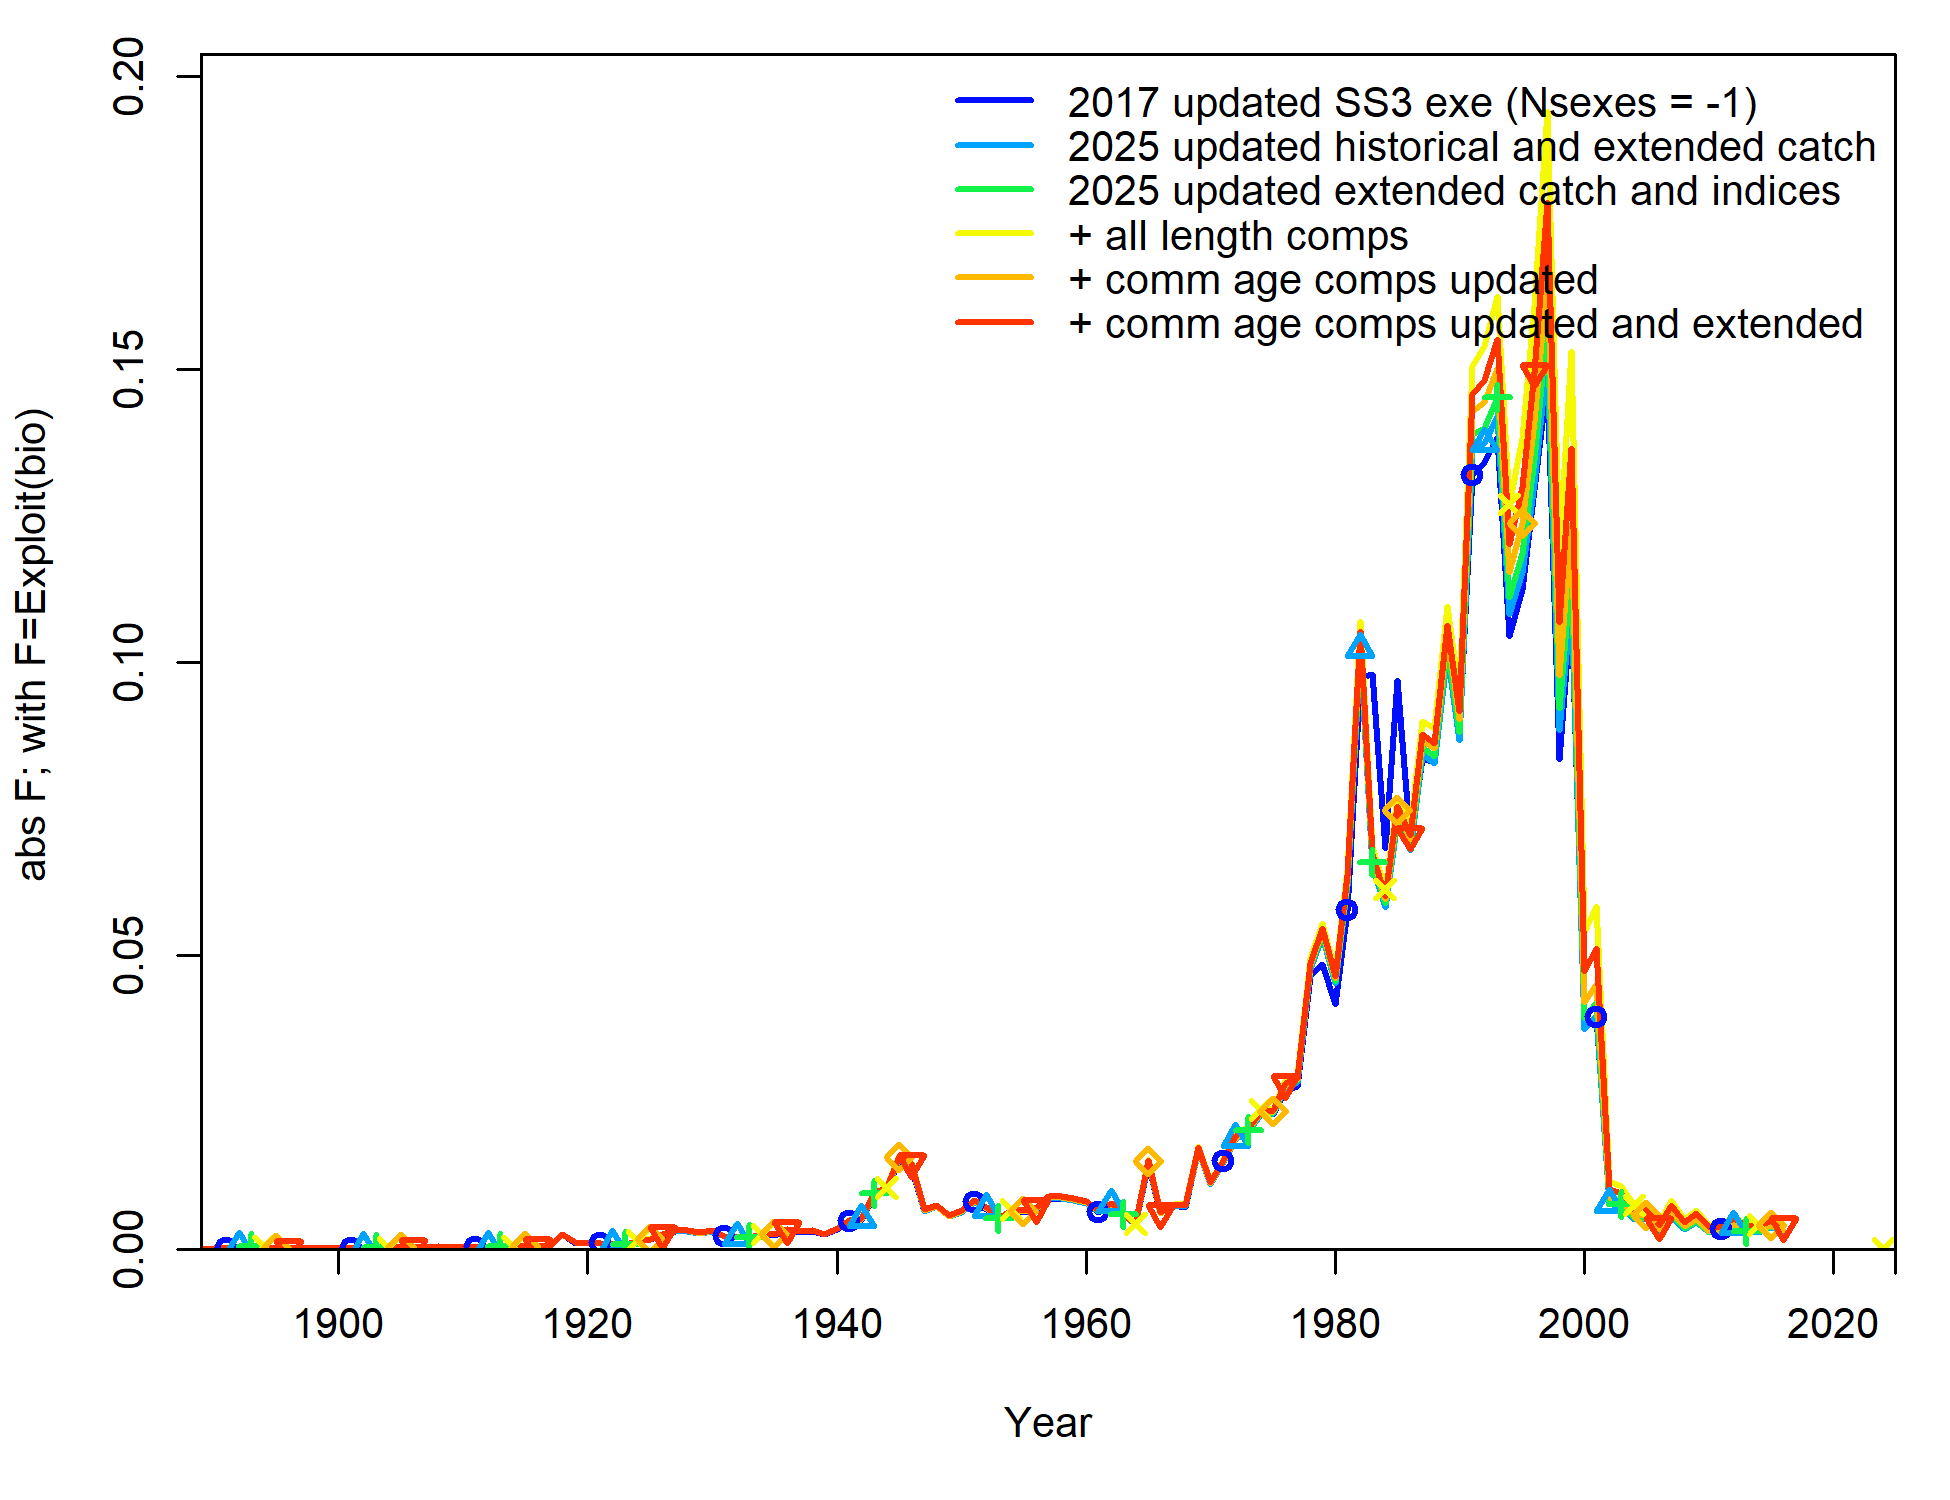 0.20
0.15
0.10
0.05
0.00
abs F; with F=Exploit(bio)
2017 updated SS3 exe (Nsexes = -1)
2025 updated historical and extended catch
2025 updated extended catch and indices
+ all length comps
+ comm age comps updated
+ comm age comps updated and extended
1900 1920 1940 1960 1980 2000 2020
Year